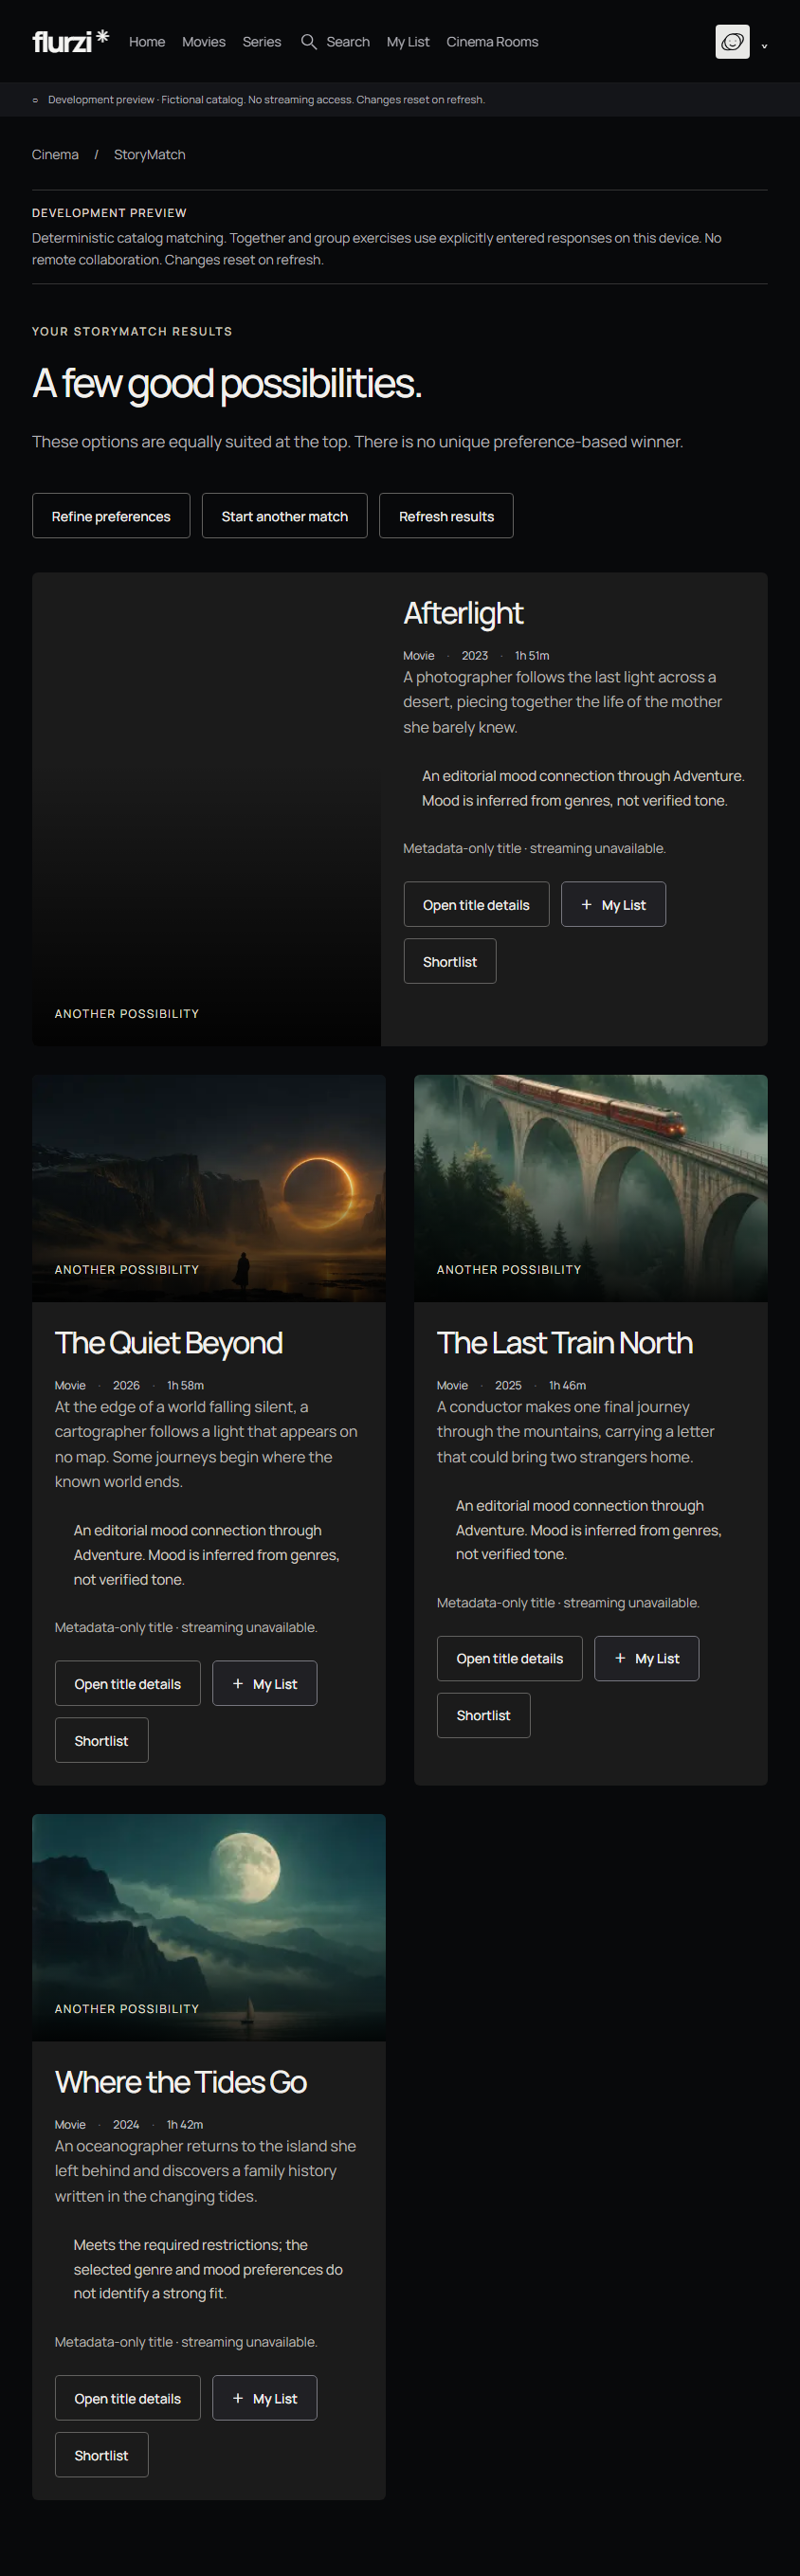 flurzi*
Home Movies Series Search My List Cinema Rooms
Development preview · Fictional catalog. No streaming access. Changes reset on refresh.
Cinema / StoryMatch
DEVELOPMENT PREVIEW
Deterministic catalog matching. Together and group exercises use explicitly entered responses on this device. No
remote collaboration. Changes reset on refresh.
YOUR STORYMATCH RESULTS
A few good possibilities.
These options are equally suited at the top. There is no unique preference-based winner.
Refine preferences Start another match Refresh results
ANOTHER POSSIBILITY
Afterlight
Movie · 2023 · 1h 51m
A photographer follows the last light across a
desert, piecing together the life of the mother
she barely knew.
An editorial mood connection through Adventure.
Mood is inferred from genres, not verified tone.
Metadata-only title · streaming unavailable.
Open title details + My List
Shortlist
ANOTHER POSSIBILITY
The Quiet Beyond
Movie · 2026 · 1h 58m
At the edge of a world falling silent, a
cartographer follows a light that appears on
no map. Some journeys begin where the
known world ends.
An editorial mood connection through
Adventure. Mood is inferred from genres,
not verified tone.
Metadata-only title · streaming unavailable.
Open title details + My List
Shortlist
ANOTHER POSSIBILITY
The Last Train North
Movie · 2025 · 1h 46m
A conductor makes one final journey
through the mountains, carrying a letter
that could bring two strangers home.
An editorial mood connection through
Adventure. Mood is inferred from genres,
not verified tone.
Metadata-only title · streaming unavailable.
Open title details + My List
Shortlist
ANOTHER POSSIBILITY
Where the Tides Go
Movie · 2024 · 1h 42m
An oceanographer returns to the island she
left behind and discovers a family history
written in the changing tides.
Meets the required restrictions; the
selected genre and mood preferences do
not identify a strong fit.
Metadata-only title · streaming unavailable.
Open title details + My List
Shortlist